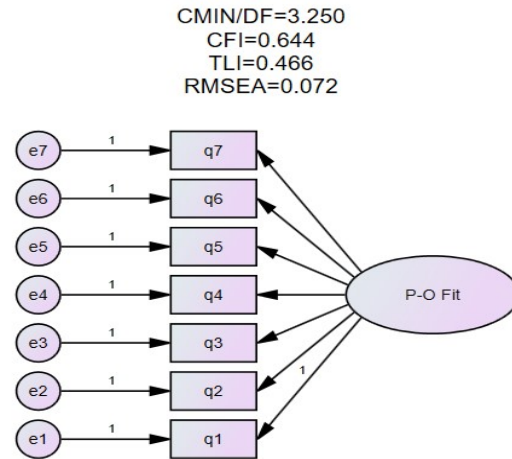 CMIN/DF=3.250
CFI=0.644
TLI=0.466
RMSEA=0.072
e7 1 q7
e6 1 q6
e5 1 q5
e4 1 q4 P-O Fit
e3 1 q3
e2 1 q2 1
e1 1 q1